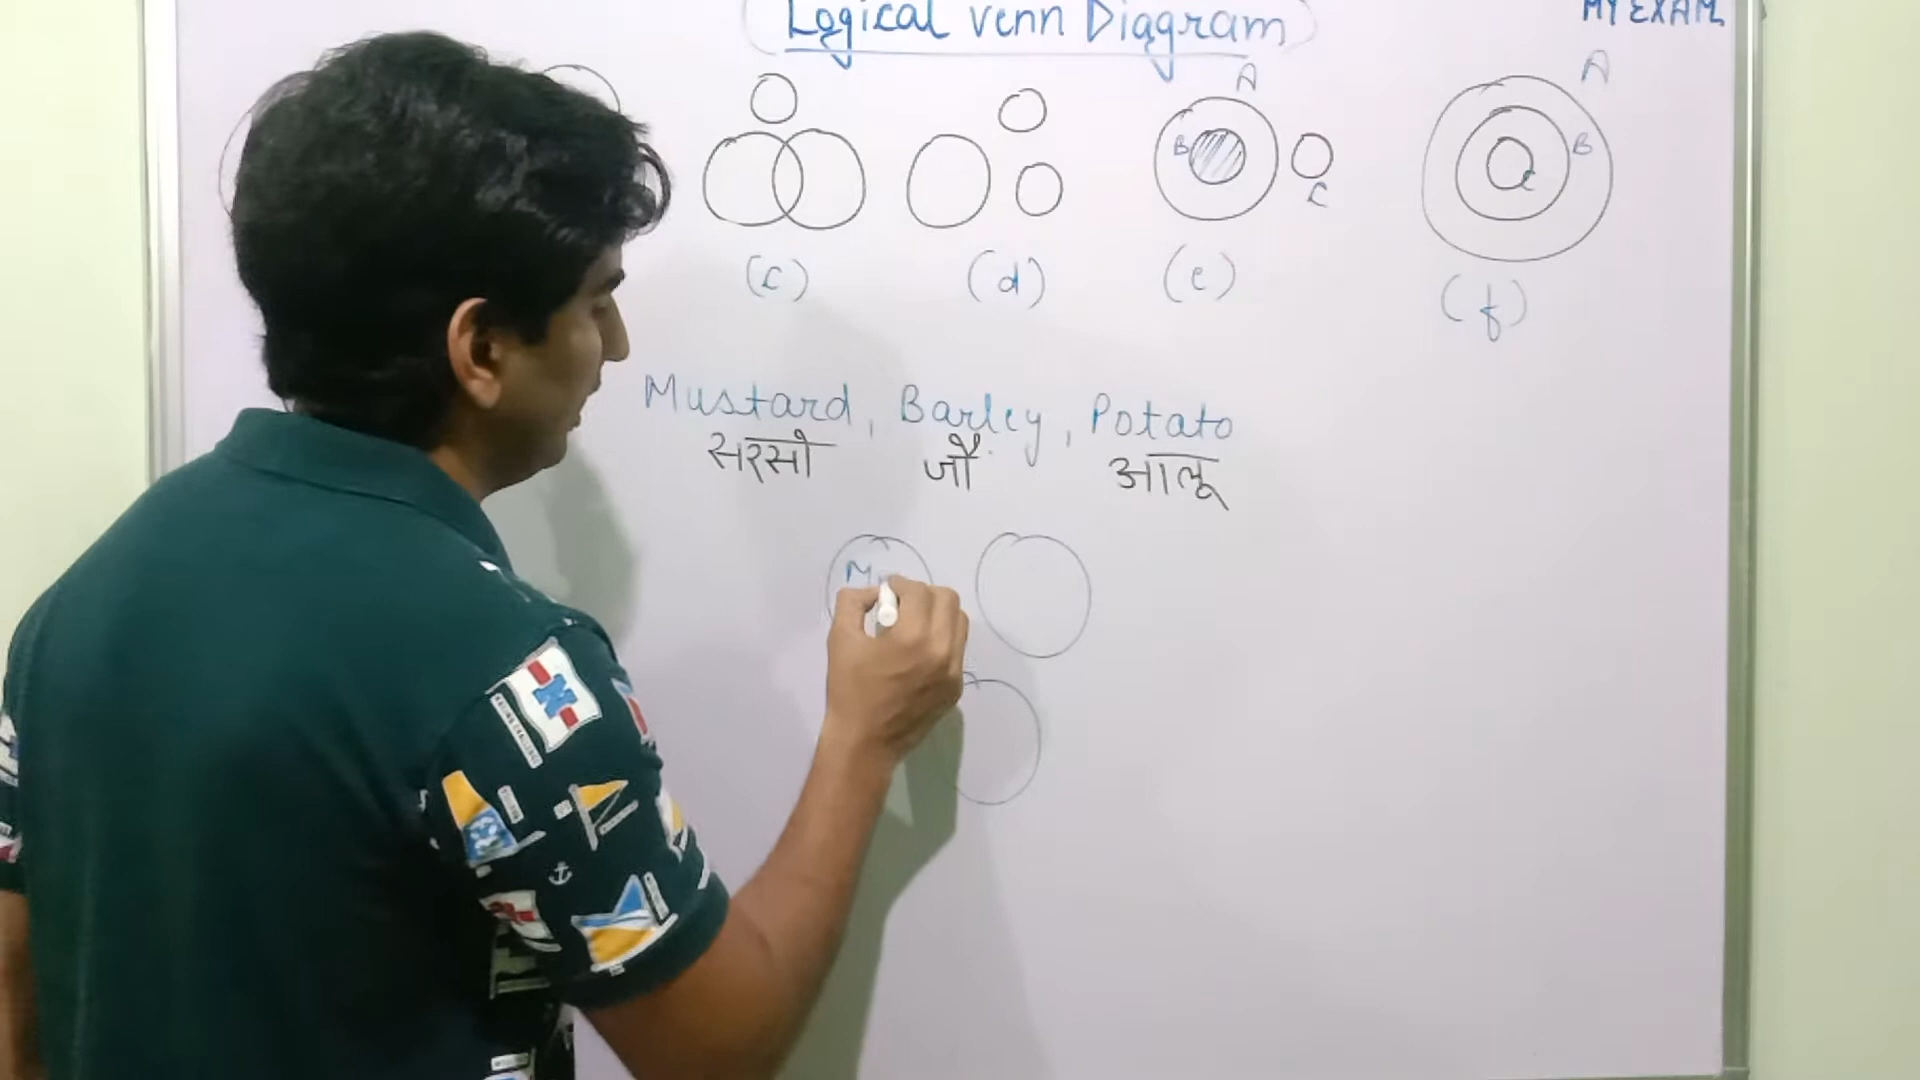 Logical Venn Diagram
MY EXAM
A
A
B
B
C
C
(c)
(d)
(e)
(f)
Mustard, Barley, Potato
सरसो जौ आलू
M